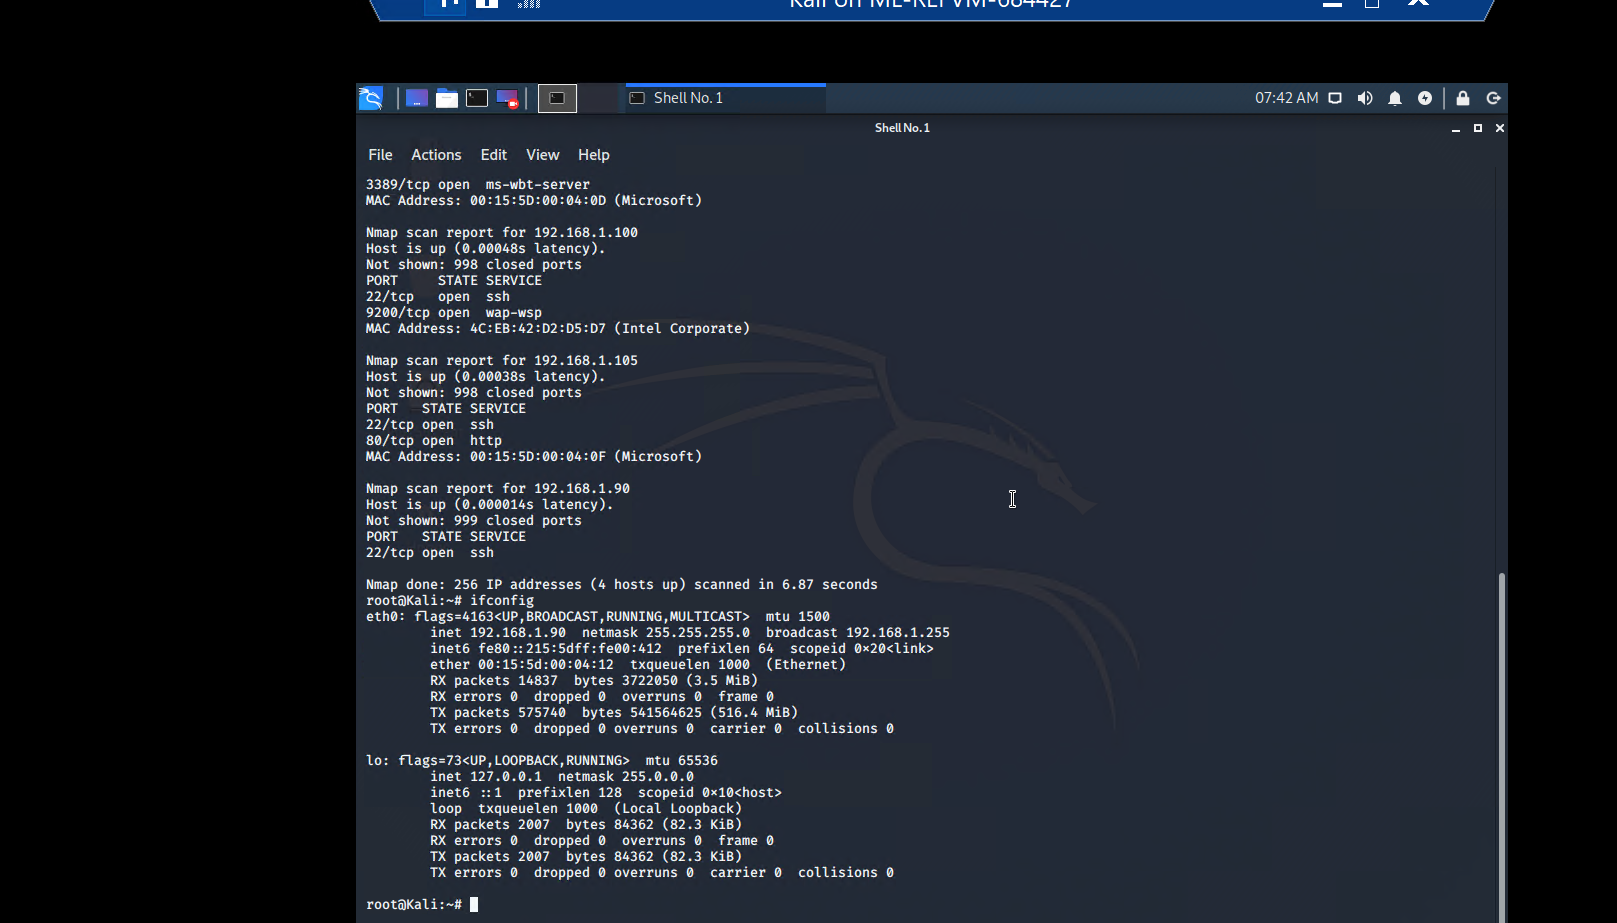 Kali on ML-REFVM-684427
Shell No. 1
07:42 AM
Shell No. 1
File Actions Edit View Help
3389/tcp open  ms-wbt-server
MAC Address: 00:15:5D:00:04:0D (Microsoft)
Nmap scan report for 192.168.1.100
Host is up (0.00048s latency).
Not shown: 998 closed ports
PORT     STATE SERVICE
22/tcp   open  ssh
9200/tcp open  wap-wsp
MAC Address: 4C:EB:42:D2:D5:D7 (Intel Corporate)
Nmap scan report for 192.168.1.105
Host is up (0.00038s latency).
Not shown: 998 closed ports
PORT   STATE SERVICE
22/tcp open  ssh
80/tcp open  http
MAC Address: 00:15:5D:00:04:0F (Microsoft)
Nmap scan report for 192.168.1.90
Host is up (0.000014s latency).
Not shown: 999 closed ports
PORT   STATE SERVICE
22/tcp open  ssh
Nmap done: 256 IP addresses (4 hosts up) scanned in 6.87 seconds
root@Kali:~# ifconfig
eth0: flags=4163<UP,BROADCAST,RUNNING,MULTICAST>  mtu 1500
        inet 192.168.1.90  netmask 255.255.255.0  broadcast 192.168.1.255
        inet6 fe80::215:5dff:fe00:412  prefixlen 64  scopeid 0×20<link>
        ether 00:15:5d:00:04:12  txqueuelen 1000  (Ethernet)
        RX packets 14837  bytes 3722050 (3.5 MiB)
        RX errors 0  dropped 0  overruns 0  frame 0
        TX packets 575740  bytes 541564625 (516.4 MiB)
        TX errors 0  dropped 0 overruns 0  carrier 0  collisions 0
lo: flags=73<UP,LOOPBACK,RUNNING>  mtu 65536
        inet 127.0.0.1  netmask 255.0.0.0
        inet6 ::1  prefixlen 128  scopeid 0×10<host>
        loop  txqueuelen 1000  (Local Loopback)
        RX packets 2007  bytes 84362 (82.3 KiB)
        RX errors 0  dropped 0  overruns 0  frame 0
        TX packets 2007  bytes 84362 (82.3 KiB)
        TX errors 0  dropped 0 overruns 0  carrier 0  collisions 0
root@Kali:~#